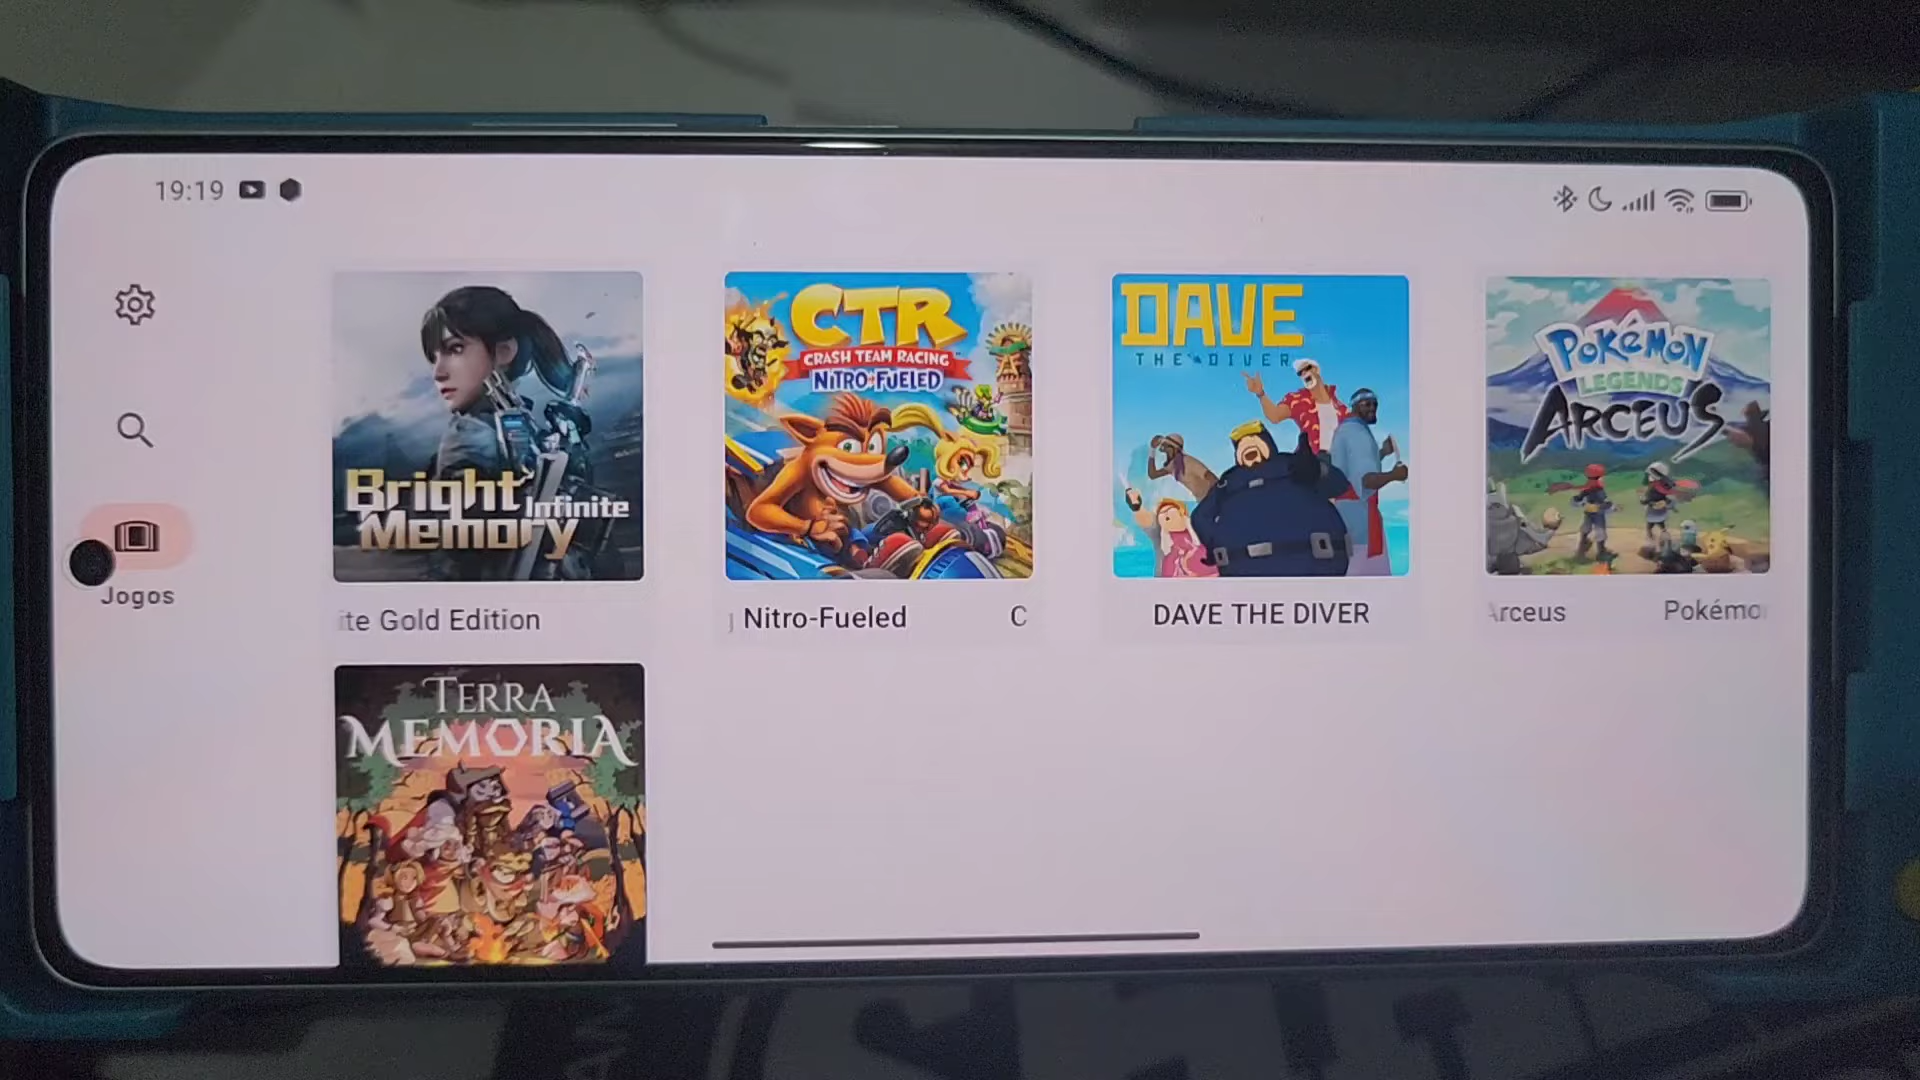 19:19
Bright
Memory
Infinite
CTR
CRASH TEAM RACING
NITRO-FUELED
DAVE
THE DIVER
POKéMON
LEGENDS
ARCEUS
Jogos
te Gold Edition
Nitro-Fueled C
DAVE THE DIVER
Arceus Pokémo
TERRA
MEMORIA